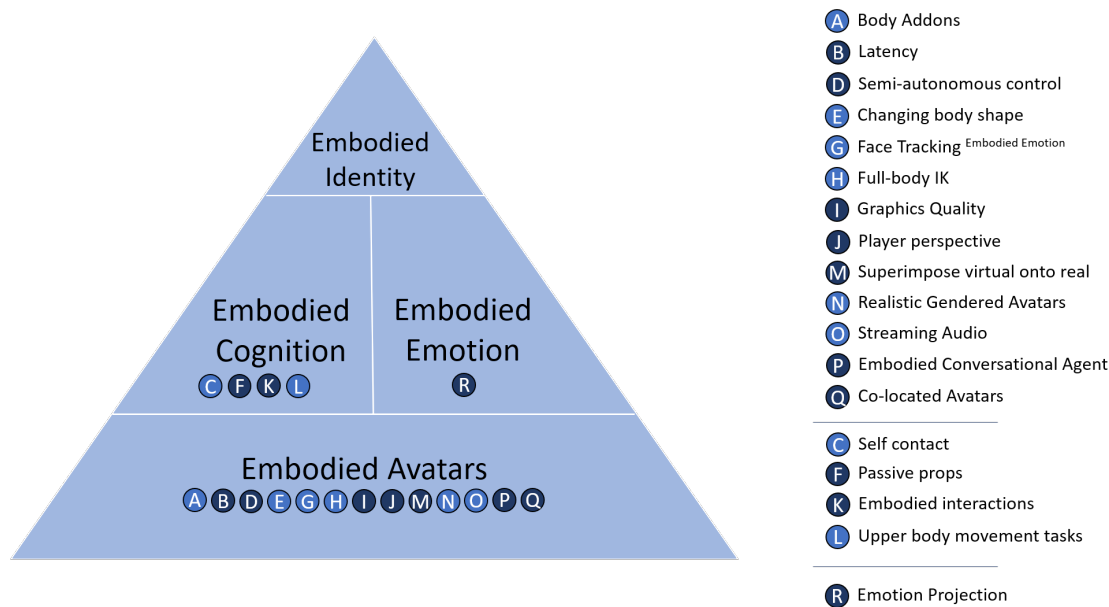 Embodied
Identity
Embodied
Cognition
C F K L
Embodied
Emotion
R
Embodied Avatars
A B D E G H I J M N O P Q
A Body Addons
B Latency
D Semi-autonomous control
E Changing body shape
G Face Tracking Embodied Emotion
H Full-body IK
I Graphics Quality
J Player perspective
M Superimpose virtual onto real
N Realistic Gendered Avatars
O Streaming Audio
P Embodied Conversational Agent
Q Co-located Avatars
C Self contact
F Passive props
K Embodied interactions
L Upper body movement tasks
R Emotion Projection